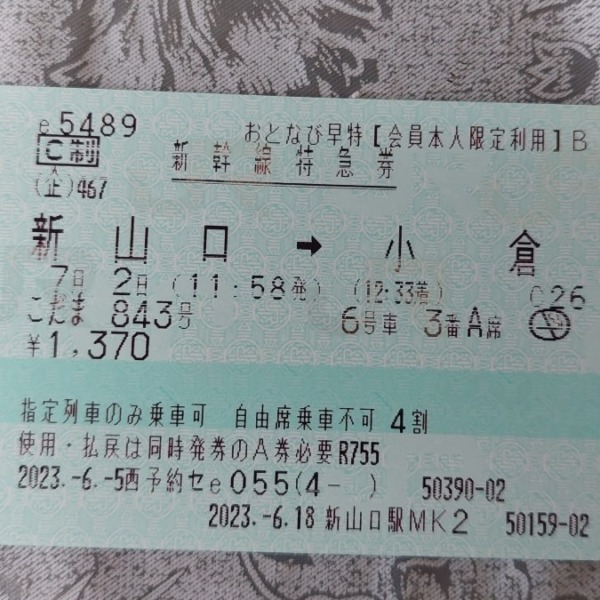 e5489
C制
おとなび早特【会員本人限定利用】B
新幹線特急券
(企)467
新山口 ➡ 小倉
7月 2日 (11:58発) (12:33着) C26
こだま 843号 6号車 3番A席
¥1,370
指定列車のみ乗車可 自由席乗車不可 4割
使用・払戻は同時発券のA券必要R755
2023.-6.-5西予約セe055(4- ) 50390-02
2023.-6.18 新山口駅MK2 50159-02